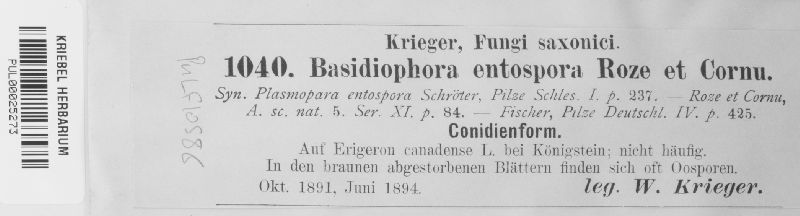 KRIEBEL HERBARIUM
PUL00025273
PULF10586
Krieger, Fungi saxonici.
1040. Basidiophora entospora Roze et Cornu.
Syn. Plasmopara entospora Schröter, Pilze Schles. I. p. 237. — Roze et Cornu,
A. sc. nat. 5. Ser. XI. p. 84. — Fischer, Pilze Deutschl. IV. p. 425.
Conidienform.
Auf Erigeron canadense L. bei Königstein; nicht häufig.
In den braunen abgestorbenen Blättern finden sich oft Oosporen.
Okt. 1891, Juni 1894. leg. W. Krieger.